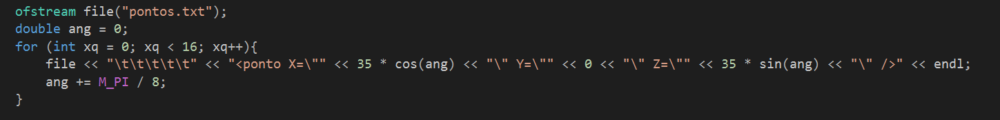 ofstream file("pontos.txt");
double ang = 0;
for (int xq = 0; xq < 16; xq++){
    file << "\t\t\t\t\t" << "<ponto X=\"" << 35 * cos(ang) << "\" Y=\"" << 0 << "\" Z=\"" << 35 * sin(ang) << "\" />" << endl;
    ang += M_PI / 8;
}